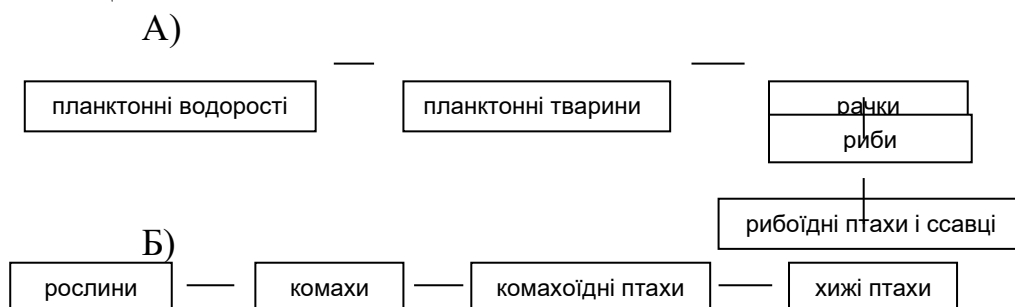 А)
планктонні водорості планктонні тварини рачки
риби
рибоїдні птахи і ссавці
Б)
рослини комахи комахоїдні птахи хижі птахи